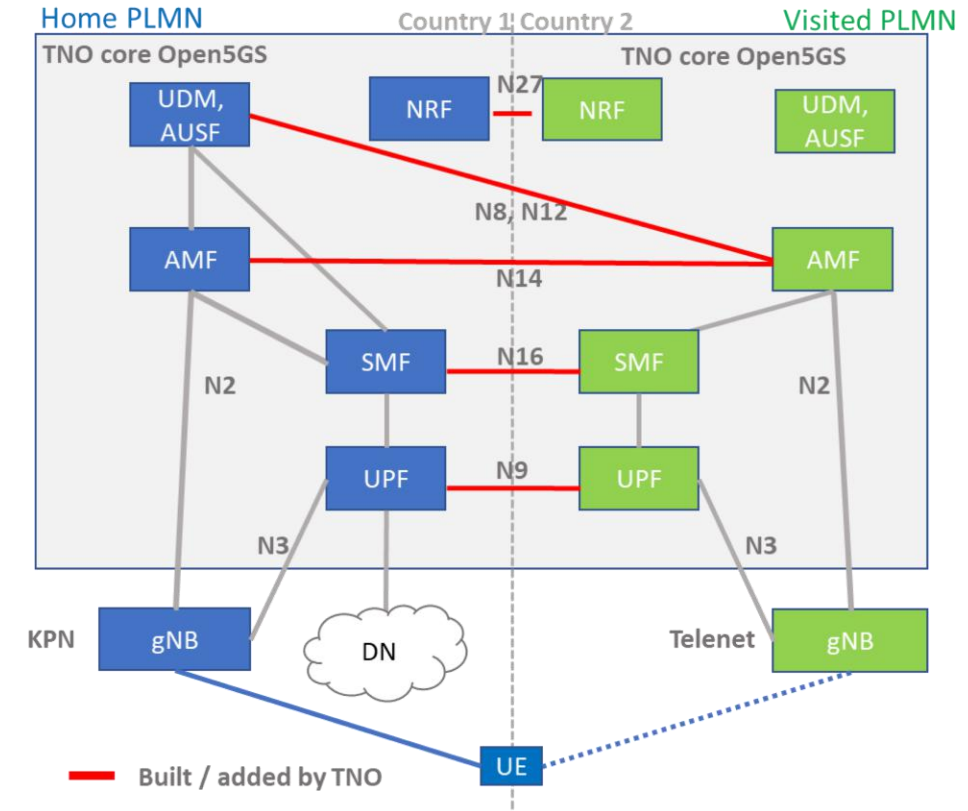 Home PLMN
Country 1 Country 2
Visited PLMN
TNO core Open5GS
TNO core Open5GS
UDM,
AUSF
NRF
N27
NRF
UDM,
AUSF
N8, N12
AMF
AMF
N14
SMF
N16
SMF
N2
N2
UPF
N9
UPF
N3
N3
KPN
gNB
DN
Telenet
gNB
UE
Built / added by TNO